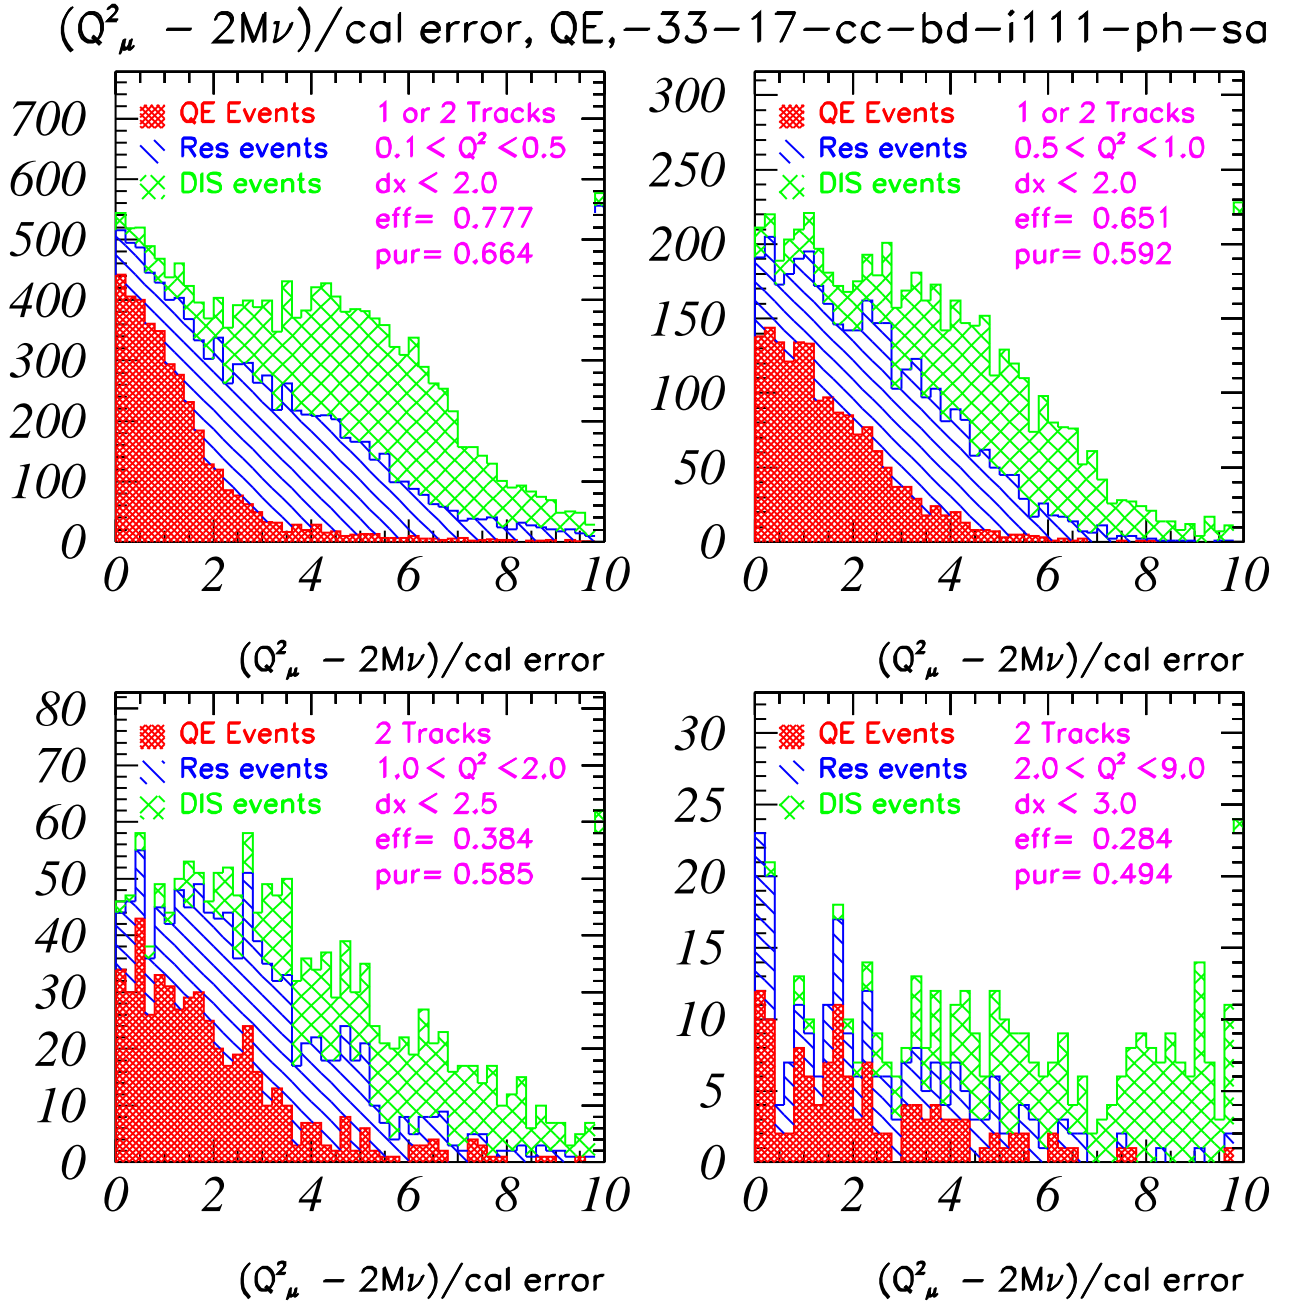 (Q²μ − 2Mν)/cal error, QE,−33−17−cc−bd−i111−ph−sa
700
600
500
400
300
200
100
0
0 2 4 6 8 10
QE Events
Res events
DIS events
1 or 2 Tracks
0.1 < Q² <0.5
dx < 2.0
eff= 0.777
pur= 0.664
(Q²μ − 2Mν)/cal error
300
250
200
150
100
50
0
0 2 4 6 8 10
QE Events
Res events
DIS events
1 or 2 Tracks
0.5 < Q² <1.0
dx < 2.0
eff= 0.651
pur= 0.592
(Q²μ − 2Mν)/cal error
80
70
60
50
40
30
20
10
0
0 2 4 6 8 10
QE Events
Res events
DIS events
2 Tracks
1.0 < Q² <2.0
dx < 2.5
eff= 0.384
pur= 0.585
(Q²μ − 2Mν)/cal error
30
25
20
15
10
5
0
0 2 4 6 8 10
QE Events
Res events
DIS events
2 Tracks
2.0 < Q² <9.0
dx < 3.0
eff= 0.284
pur= 0.494
(Q²μ − 2Mν)/cal error